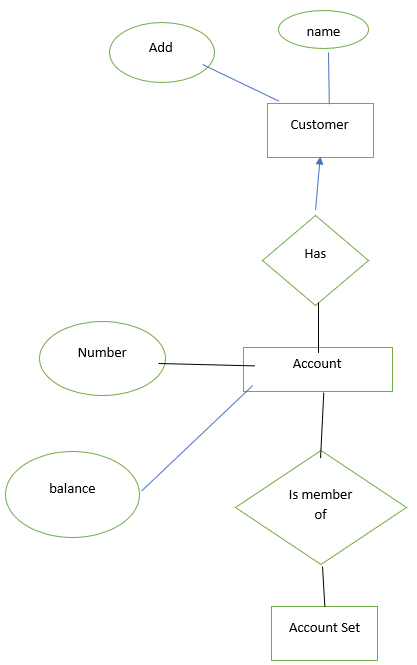 name
Add
Customer
Has
Number
Account
balance
Is member
of
Account Set